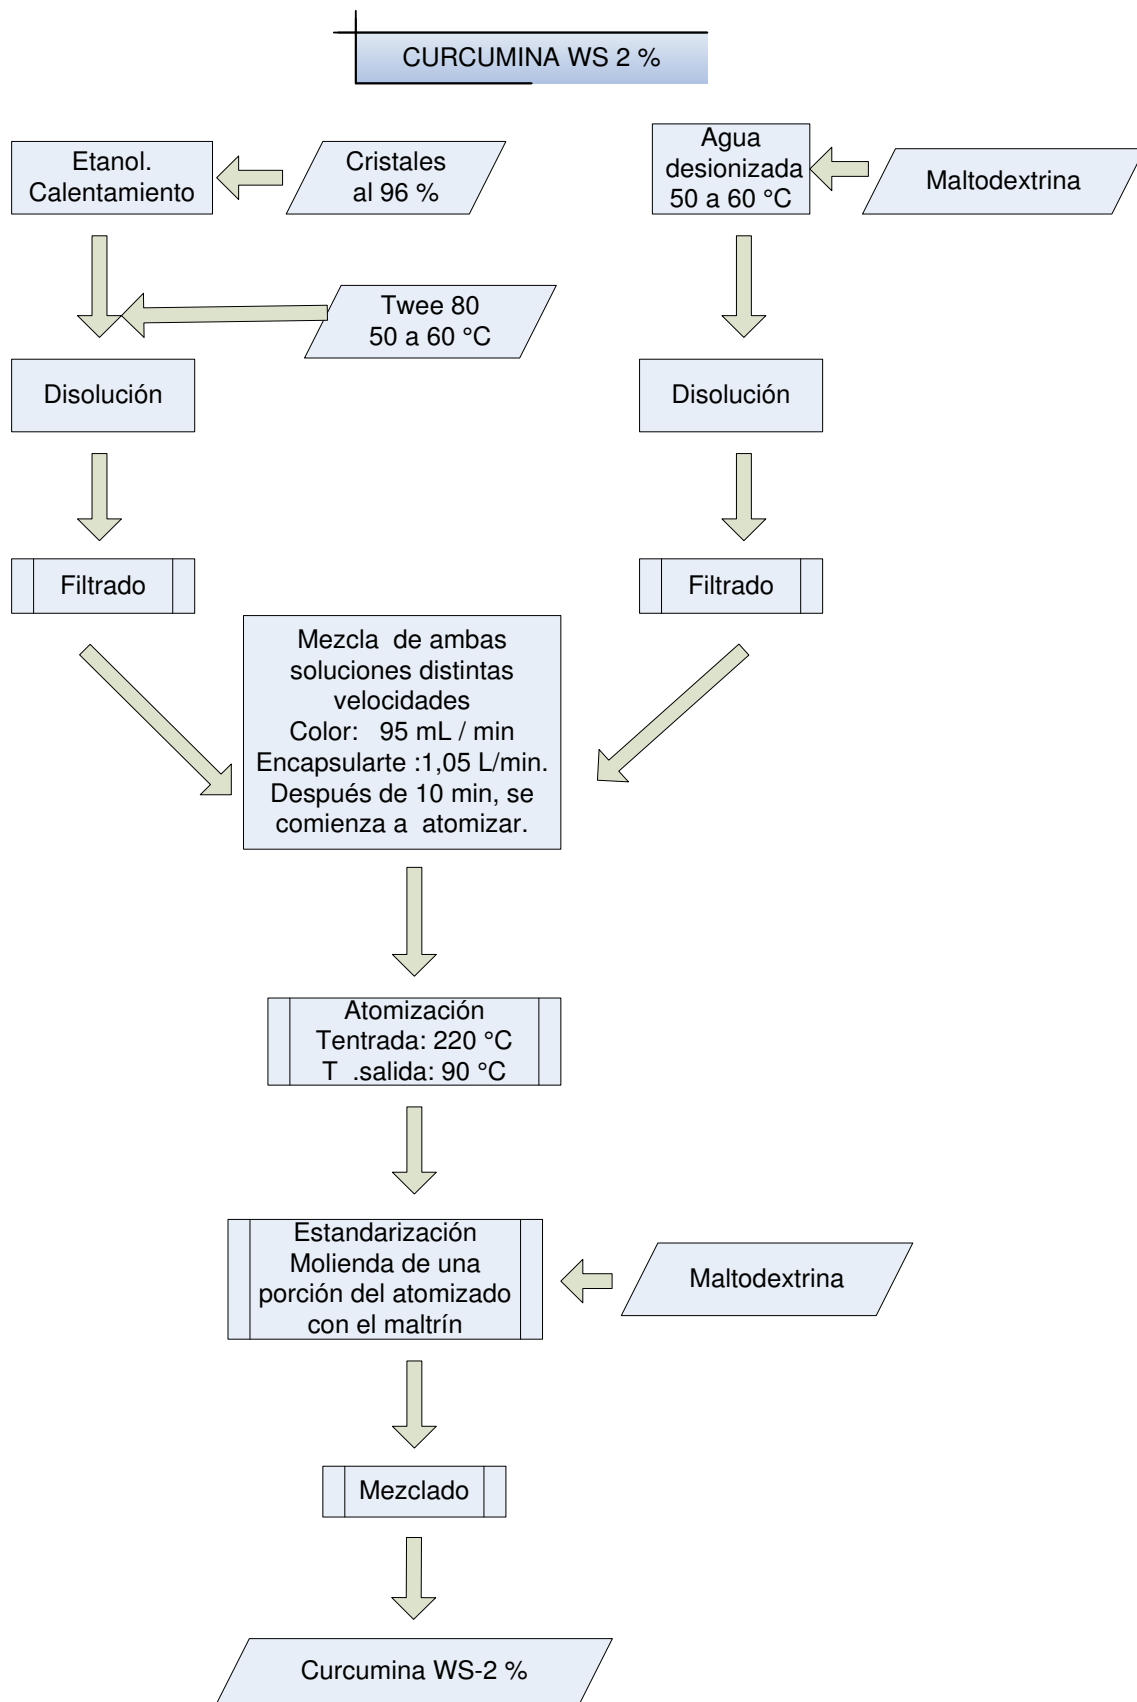 CURCUMINA WS 2 %
Etanol.
Calentamiento
Cristales
al 96 %
Agua
desionizada
50 a 60 °C
Maltodextrina
Twee 80
50 a 60 °C
Disolución
Disolución
Filtrado
Filtrado
Mezcla de ambas
soluciones distintas
velocidades
Color: 95 mL / min
Encapsularte :1,05 L/min.
Después de 10 min, se
comienza a atomizar.
Atomización
Tentrada: 220 °C
T .salida: 90 °C
Estandarización
Molienda de una
porción del atomizado
con el maltrín
Maltodextrina
Mezclado
Curcumina WS-2 %